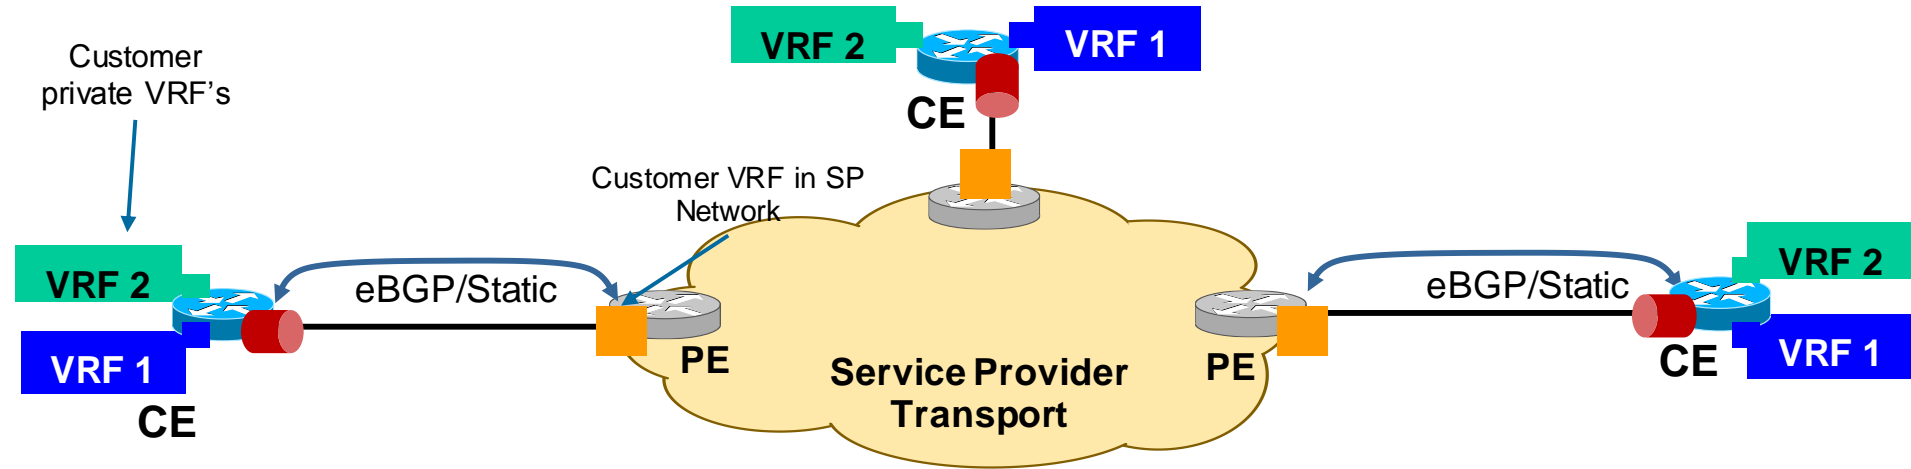 Customer
private VRF's
VRF 2
VRF 1
CE
Customer VRF in SP
Network
VRF 2
eBGP/Static
VRF 1
CE
PE
Service Provider
Transport
PE
eBGP/Static
VRF 2
VRF 1
CE